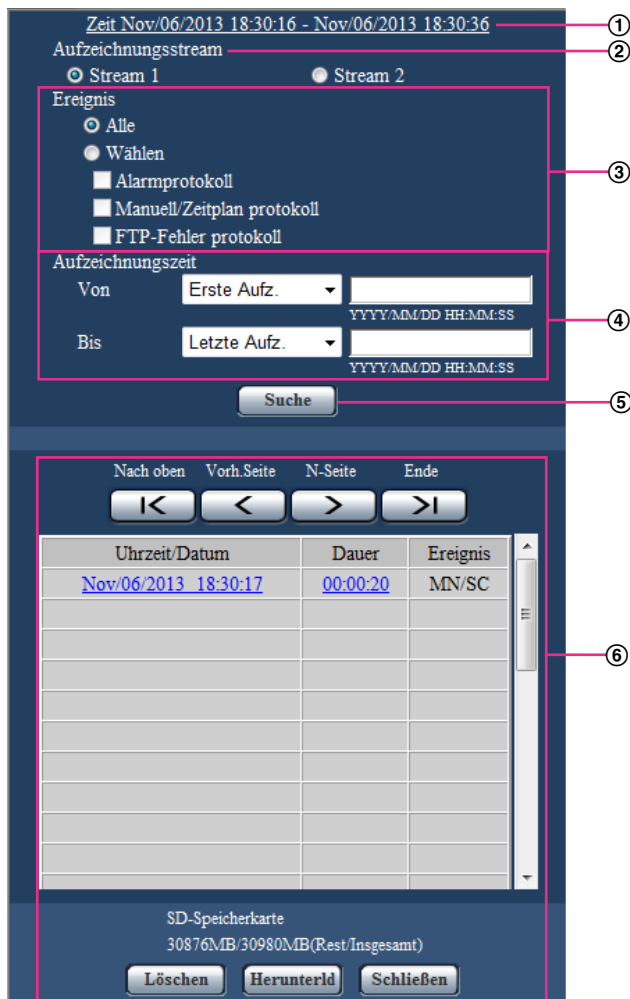 Zeit Nov/06/2013 18:30:16 - Nov/06/2013 18:30:36 ①
Aufzeichnungsstream ②
Stream 1 Stream 2
Ereignis
Alle
Wählen
③
Alarmprotokoll
Manuell/Zeitplan protokoll
FTP-Fehler protokoll
Aufzeichnungszeit
Von Erste Aufz.
YYYY/MM/DD HH:MM:SS
④
Bis Letzte Aufz.
YYYY/MM/DD HH:MM:SS
Suche ⑤
Nach oben Vorh.Seite N-Seite Ende
Uhrzeit/Datum Dauer Ereignis
Nov/06/2013 18:30:17 00:00:20 MN/SC
⑥
SD-Speicherkarte
30876MB/30980MB(Rest/Insgesamt)
Löschen Herunterld Schließen